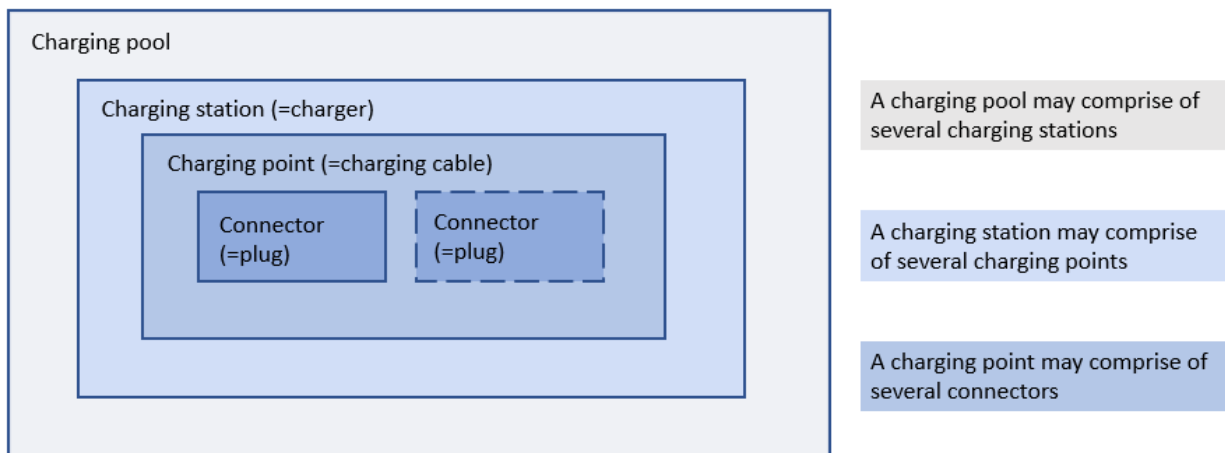 Charging pool
Charging station (=charger)
Charging point (=charging cable)
Connector
(=plug)
Connector
(=plug)
A charging pool may comprise of
several charging stations
A charging station may comprise
of several charging points
A charging point may comprise of
several connectors